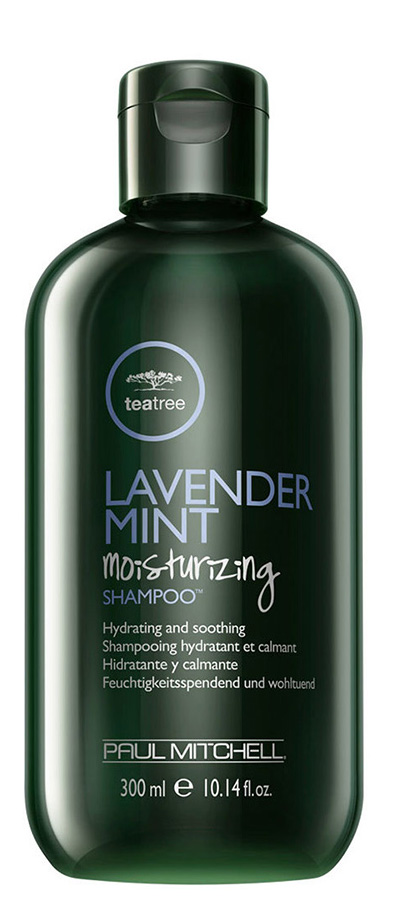 teatree
LAVENDER
MINT
moisturizing
SHAMPOO™
Hydrating and soothing
Shampooing hydratant et calmant
Hidratante y calmante
Feuchtigkeitsspendend und wohltuend
PAUL MITCHELL®
300 ml ℮ 10.14 fl.oz.